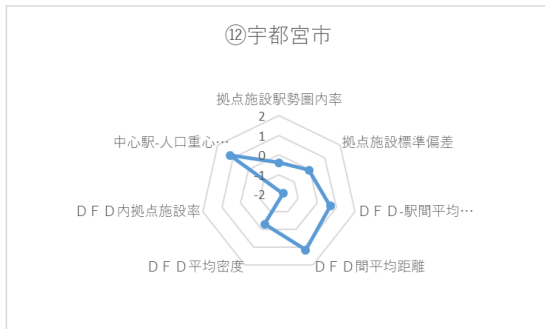 ⑫宇都宮市
拠点施設駅勢圏内率
拠点施設標準偏差
ＤＦＤ-駅間平均…
ＤＦＤ間平均距離
ＤＦＤ平均密度
ＤＦＤ内拠点施設率
中心駅-人口重心…
2
1
0
-1
-2